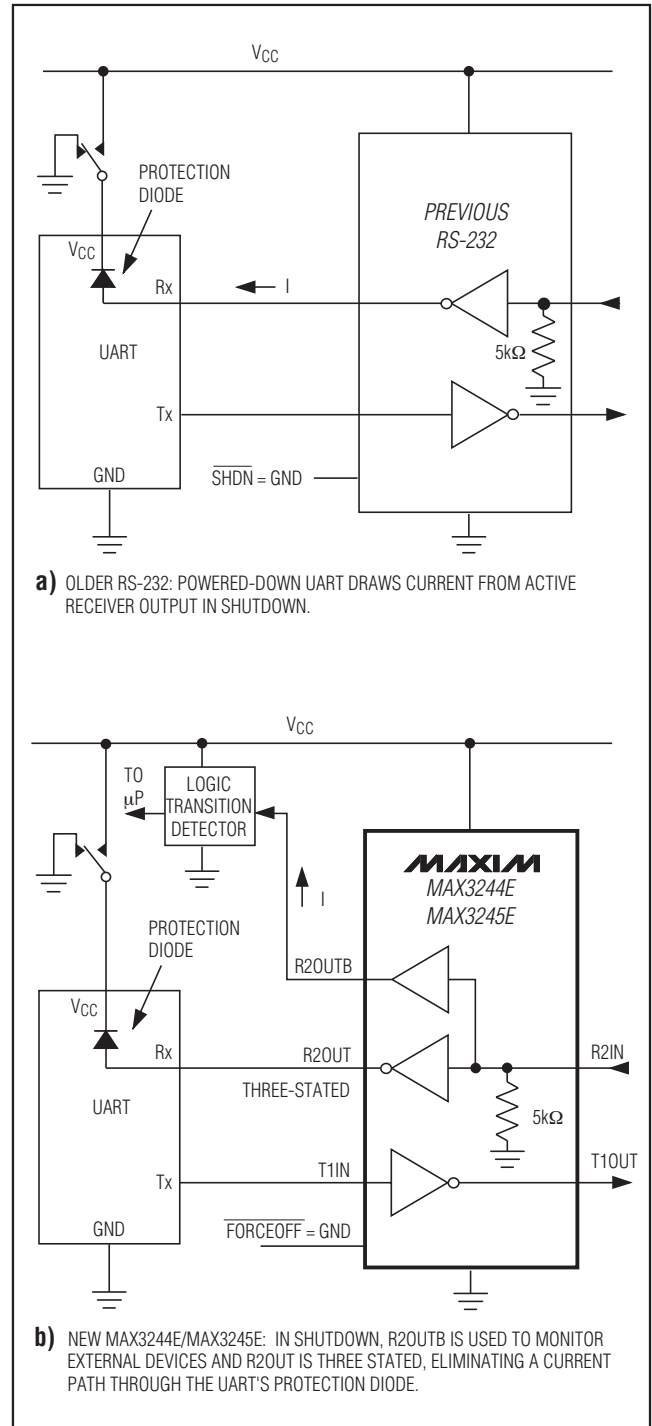 VCC
PROTECTION
DIODE
PREVIOUS
RS-232
VCC
Rx
I
5kΩ
UART
Tx
GND
SHDN = GND
a) OLDER RS-232: POWERED-DOWN UART DRAWS CURRENT FROM ACTIVE
RECEIVER OUTPUT IN SHUTDOWN.
VCC
TO
μP
LOGIC
TRANSITION
DETECTOR
MAXIM
MAX3244E
MAX3245E
I
PROTECTION
DIODE
R2OUTB
VCC
Rx
R2OUT
R2IN
THREE-STATED
UART
5kΩ
Tx
T1IN
T1OUT
GND
FORCEOFF = GND
b) NEW MAX3244E/MAX3245E: IN SHUTDOWN, R2OUTB IS USED TO MONITOR
EXTERNAL DEVICES AND R2OUT IS THREE STATED, ELIMINATING A CURRENT
PATH THROUGH THE UART'S PROTECTION DIODE.